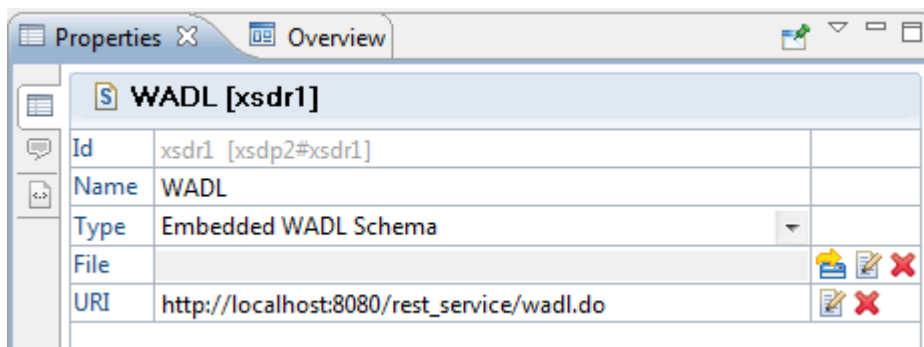 Properties Overview
WADL [xsdr1]
Id xsdr1 [xsdp2#xsdr1]
Name WADL
Type Embedded WADL Schema
File
URI http://localhost:8080/rest_service/wadl.do